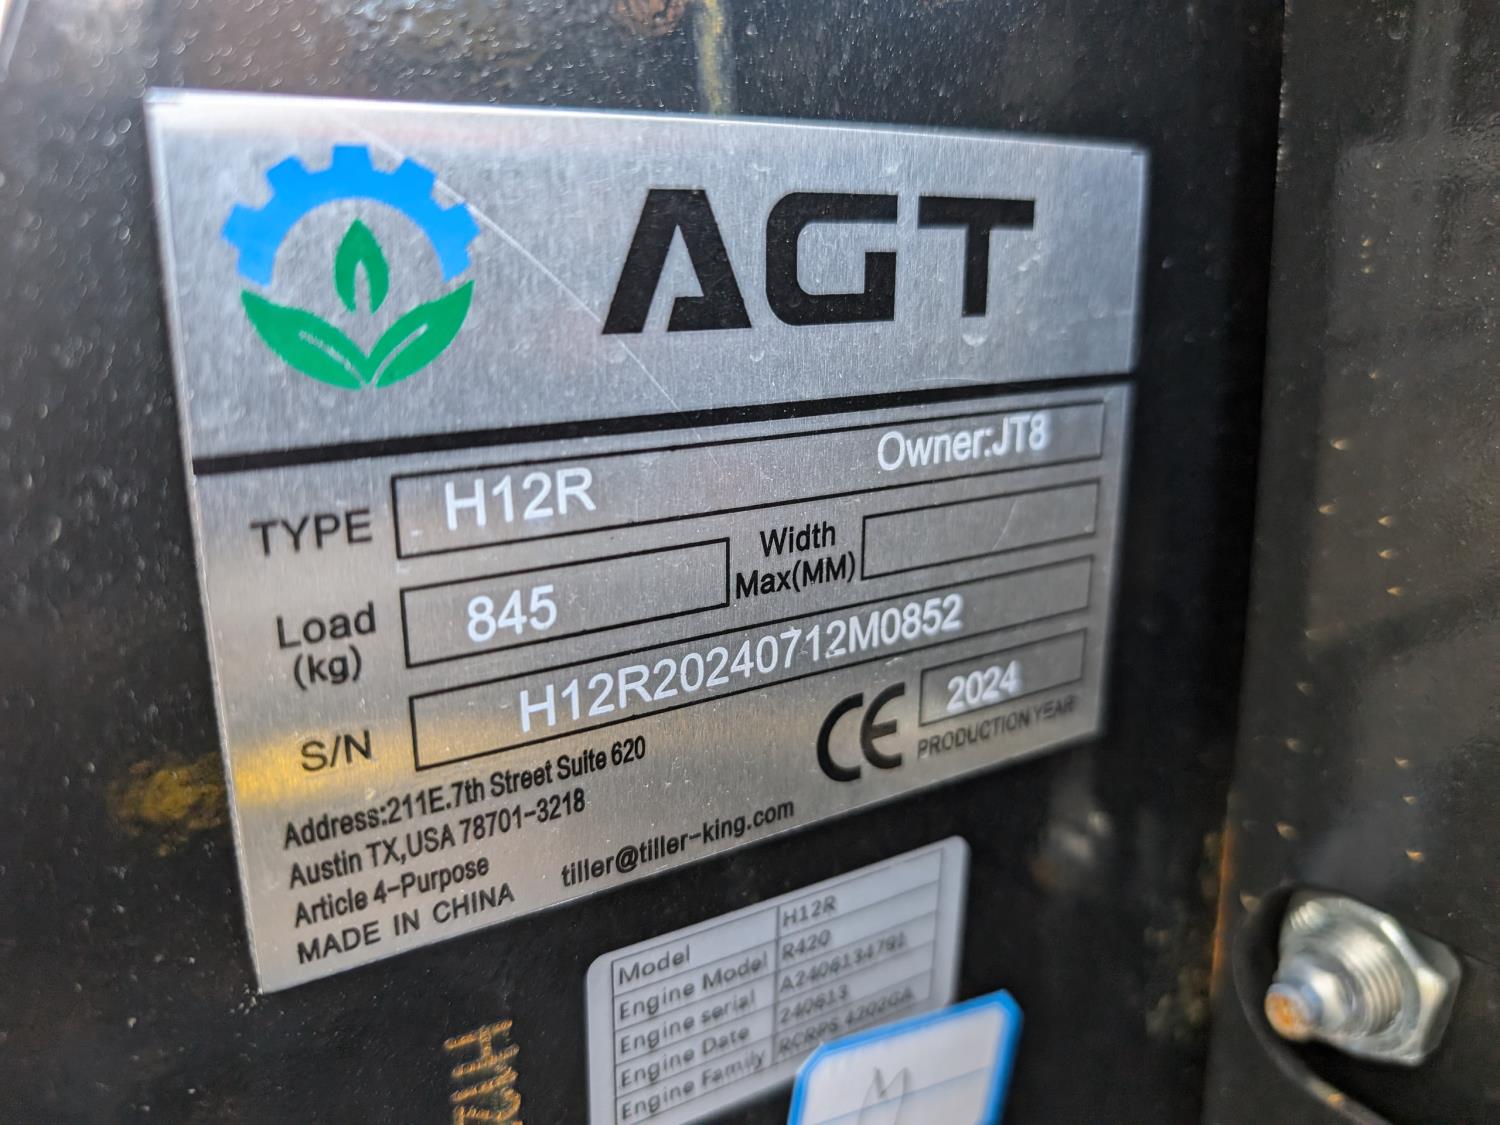 AGT
TYPE H12R Owner:JT8
Load (kg) 845 Width Max(MM)
S/N H12R20240712M0852
CE 2024
PRODUCTION YEAR
Address:211E.7th Street Suite 620
Austin TX,USA 78701-3218
Article 4-Purpose tiller@tiller-king.com
MADE IN CHINA
Model H12R
Engine Model R420
Engine serial A2406134791
Engine Date 240613
Engine Family